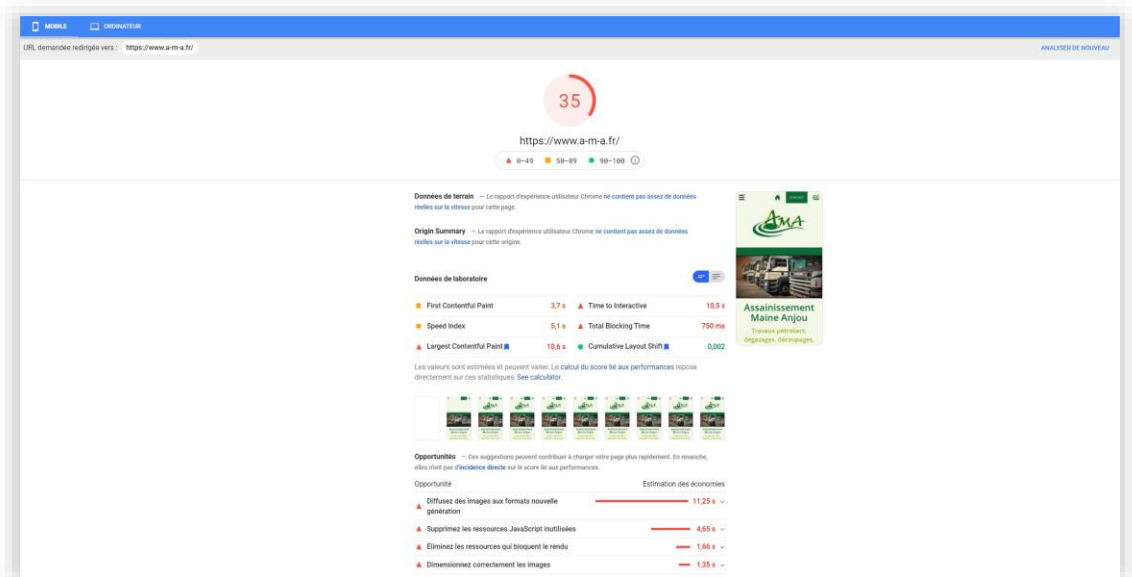 MOBILE
ORDINATEUR
URL demandée redirigée vers : https://www.a-m-a.fr/
ANALYSER DE NOUVEAU
35
https://www.a-m-a.fr/
0–49 50–89 90–100
Données de terrain — Le rapport d'expérience utilisateur Chrome ne contient pas assez de données
réelles sur la vitesse pour cette page.
Origin Summary — Le rapport d'expérience utilisateur Chrome ne contient pas assez de données
réelles sur la vitesse pour cette origine.
Données de laboratoire
First Contentful Paint 3,7 s
Time to Interactive 10,5 s
Speed Index 5,1 s
Total Blocking Time 750 ms
Largest Contentful Paint 10,6 s
Cumulative Layout Shift 0,002
Les valeurs sont estimées et peuvent varier. Le calcul du score lié aux performances repose
directement sur ces statistiques. See calculator.
AMA
Assainissement
Maine Anjou
Travaux pétroliers,
dégazages, découpages,
Opportunités — Ces suggestions peuvent contribuer à charger votre page plus rapidement. En revanche,
elles n'ont pas d'incidence directe sur le score lié aux performances.
Opportunité Estimation des économies
Diffusez des images aux formats nouvelle
génération 11,25 s
Supprimez les ressources JavaScript inutilisées 4,65 s
Éliminez les ressources qui bloquent le rendu 1,66 s
Dimensionnez correctement les images 1,35 s